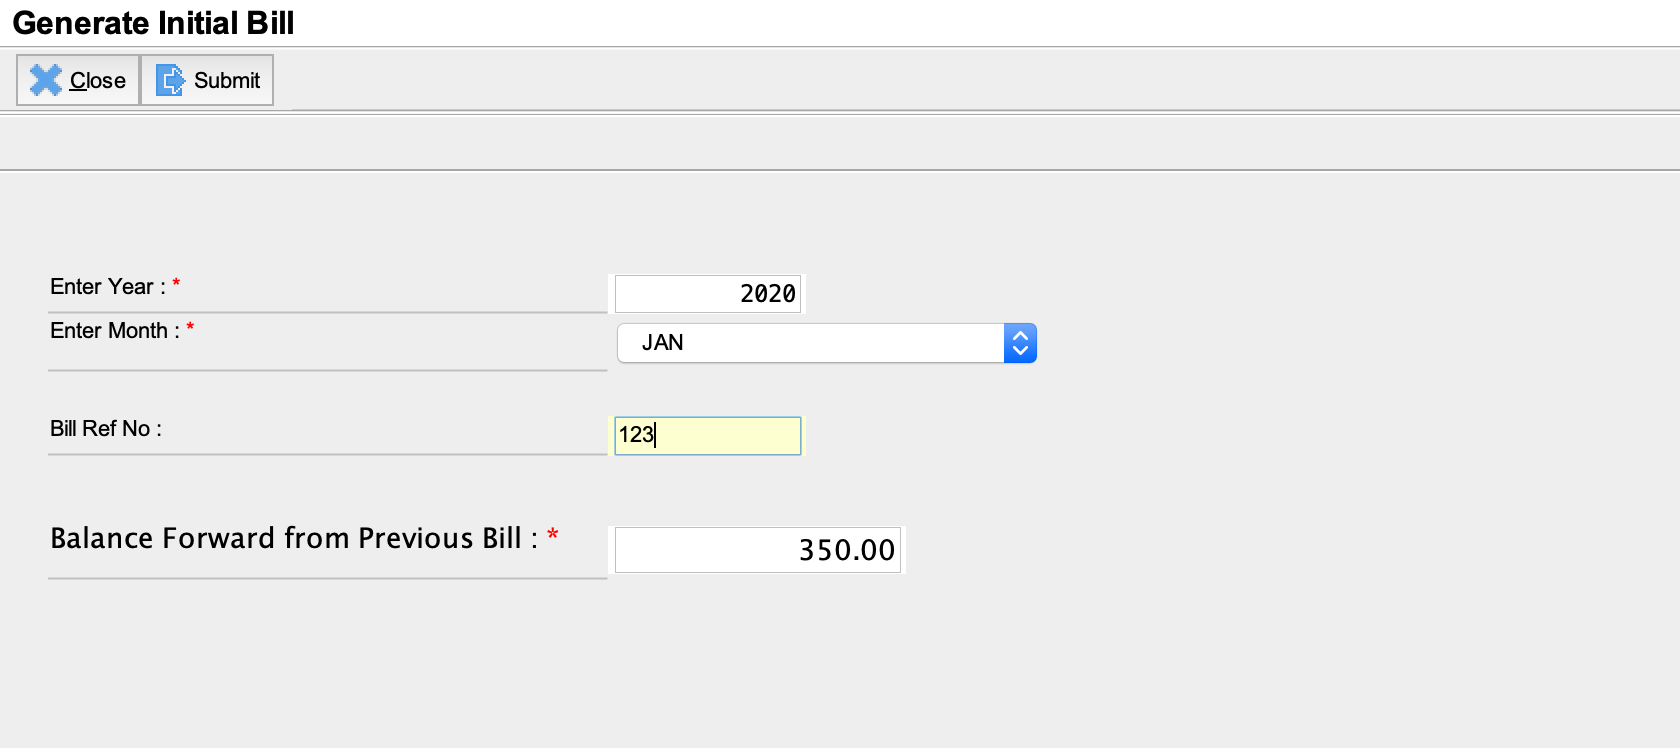 Generate Initial Bill
Close Submit
Enter Year : * 2020
Enter Month : * JAN
Bill Ref No : 123
Balance Forward from Previous Bill : * 350.00